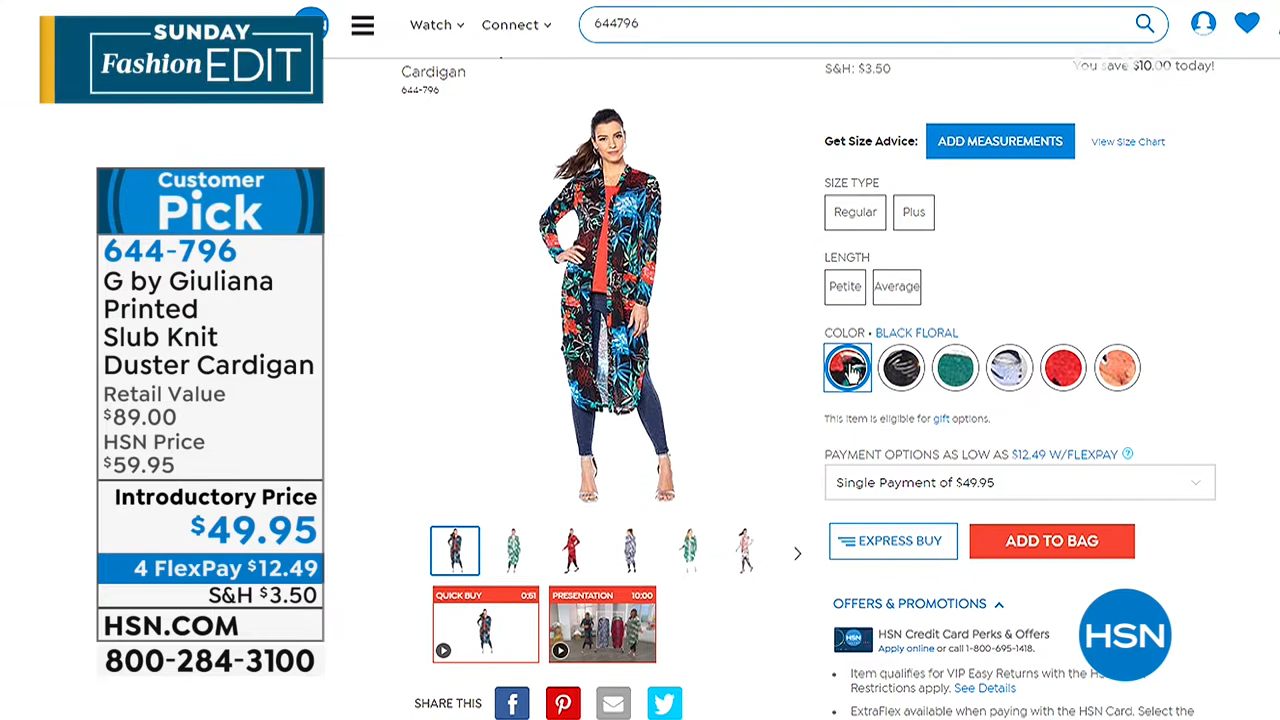 SUNDAY
Fashion EDIT
Customer
Pick
644-796
G by Giuliana
Printed
Slub Knit
Duster Cardigan
Retail Value
$89.00
HSN Price
$59.95
Introductory Price
$49.95
4 FlexPay $12.49
S&H $3.50
HSN.COM
800-284-3100
Watch
Connect
644796
Cardigan
644-796
QUICK BUY 0:51
PRESENTATION 10:00
SHARE THIS
S&H: $3.50
You save $10.00 today!
Get Size Advice: ADD MEASUREMENTS View Size Chart
SIZE TYPE
Regular Plus
LENGTH
Petite Average
COLOR • BLACK FLORAL
This item is eligible for gift options.
PAYMENT OPTIONS AS LOW AS $12.49 W/FLEXPAY ?
Single Payment of $49.95
EXPRESS BUY ADD TO BAG
OFFERS & PROMOTIONS
HSN
HSN Credit Card Perks & Offers
Apply online or call 1-800-695-1418.
• Item qualifies for VIP Easy Returns with the
Restrictions apply. See Details
• ExtraFlex available when paying with the HSN Card. Select the
HSN